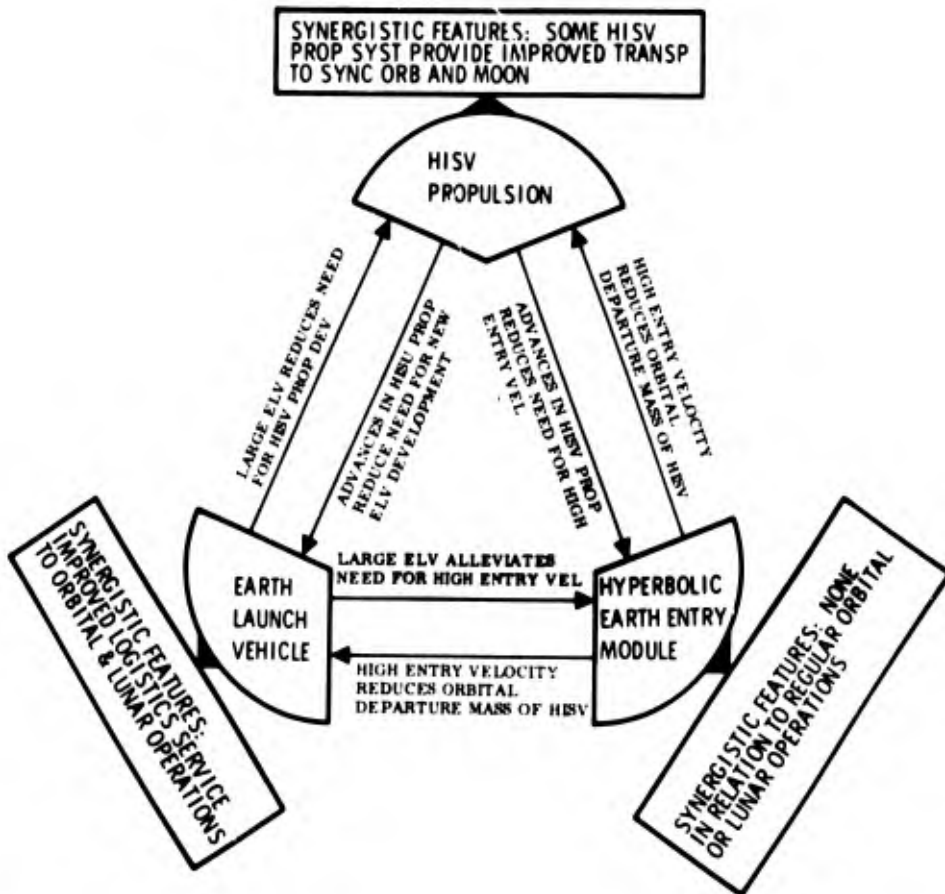 SYNERGISTIC FEATURES: SOME HISV
PROP SYST PROVIDE IMPROVED TRANSP
TO SYNC ORB AND MOON
HISV
PROPULSION
LARGE ELV REDUCES NEED
FOR HISV PROP DEV
ADVANCES IN HISU PROP
REDUCE NEED FOR NEW
ELV DEVELOPMENT
ADVANCES IN HISV PROP
REDUCES NEED FOR HIGH
ENTRY VEL
HIGH ENTRY VELOCITY
REDUCES ORBITAL
DEPARTURE MASS OF HISV
EARTH
LAUNCH
VEHICLE
LARGE ELV ALLEVIATES
NEED FOR HIGH ENTRY VEL
HIGH ENTRY VELOCITY
REDUCES ORBITAL
DEPARTURE MASS OF HISV
HYPERBOLIC
EARTH ENTRY
MODULE
SYNERGISTIC FEATURES:
IMPROVED LOGISTICS SERVICE
TO ORBITAL & LUNAR OPERATIONS
SYNERGISTIC FEATURES: NONE
IN RELATION TO REGULAR ORBITAL
OR LUNAR OPERATIONS